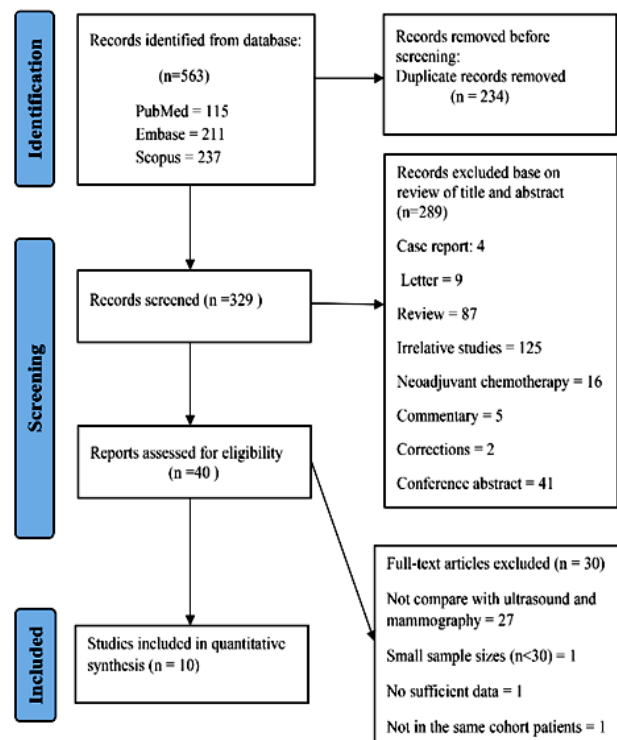 Identification
Records identified from database:
(n=563)
PubMed = 115
Embase = 211
Scopus = 237
Records removed before
screening:
Duplicate records removed
(n = 234)
Screening
Records screened (n =329 )
Records excluded base on
review of title and abstract
(n=289)
Case report: 4
Letter = 9
Review = 87
Irrelative studies = 125
Neoadjuvant chemotherapy = 16
Commentary = 5
Corrections = 2
Conference abstract = 41
Reports assessed for eligibility
(n =40 )
Full-text articles excluded (n = 30)
Not compare with ultrasound and
mammography = 27
Small sample sizes (n<30) = 1
No sufficient data = 1
Not in the same cohort patients = 1
Included
Studies included in quantitative
synthesis (n = 10)